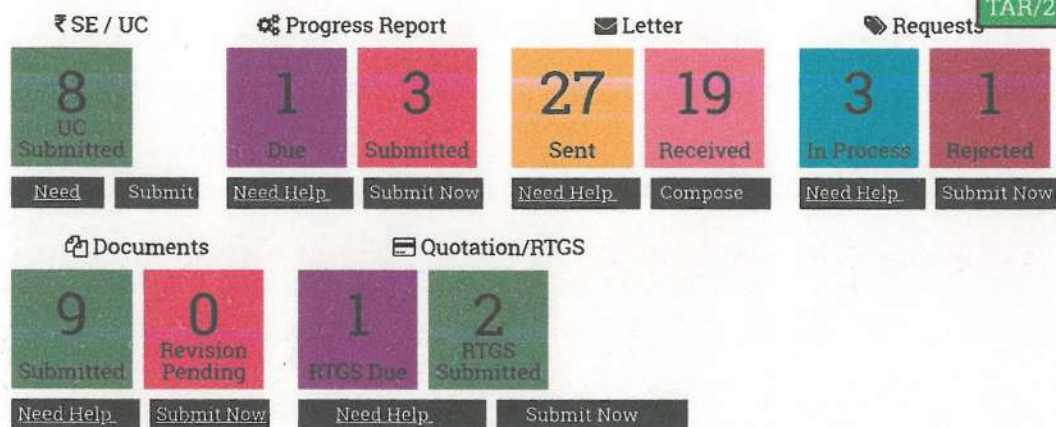 TAR/2
₹ SE / UC
8
UC
Submitted
Need Submit
Progress Report
1
Due
3
Submitted
Need Help Submit Now
Letter
27
Sent
19
Received
Need Help Compose
Requests
3
In Process
1
Rejected
Need Help Submit Now
Documents
9
Submitted
0
Revision
Pending
Need Help Submit Now
Quotation/RTGS
1
RTGS Due
2
RTGS
Submitted
Need Help Submit Now